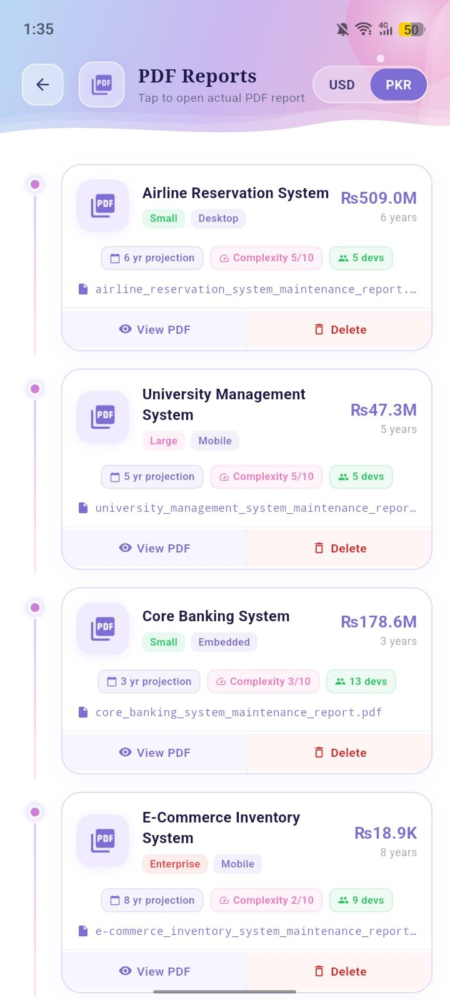 1:35
4G
50
PDF
PDF Reports
Tap to open actual PDF report
USD
PKR
PDF
Airline Reservation System
₨509.0M
Small
Desktop
6 years
6 yr projection
Complexity 5/10
5 devs
airline_reservation_system_maintenance_report.…
View PDF
Delete
PDF
University Management
System
₨47.3M
Large
Mobile
5 years
5 yr projection
Complexity 5/10
5 devs
university_management_system_maintenance_repor…
View PDF
Delete
PDF
Core Banking System
₨178.6M
Small
Embedded
3 years
3 yr projection
Complexity 3/10
13 devs
core_banking_system_maintenance_report.pdf
View PDF
Delete
PDF
E-Commerce Inventory
System
₨18.9K
Enterprise
Mobile
8 years
8 yr projection
Complexity 2/10
9 devs
e-commerce_inventory_system_maintenance_report…
View PDF
Delete